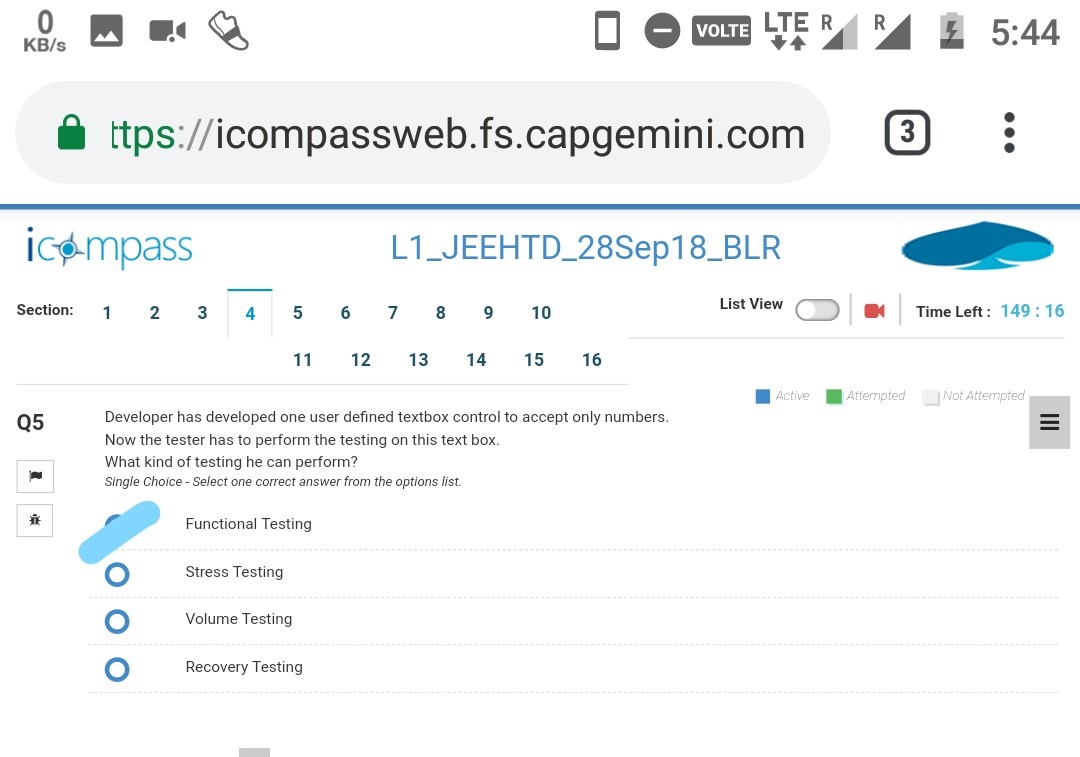 0
KB/s
VOLTE
LTE
R
R
5:44
ttps://icompassweb.fs.capgemini.com
3
icompass
L1_JEEHTD_28Sep18_BLR
Section: 1 2 3 4 5 6 7 8 9 10
11 12 13 14 15 16
List View
Time Left : 149 : 16
Active Attempted Not Attempted
Q5
Developer has developed one user defined textbox control to accept only numbers.
Now the tester has to perform the testing on this text box.
What kind of testing he can perform?
Single Choice - Select one correct answer from the options list.
Functional Testing
Stress Testing
Volume Testing
Recovery Testing